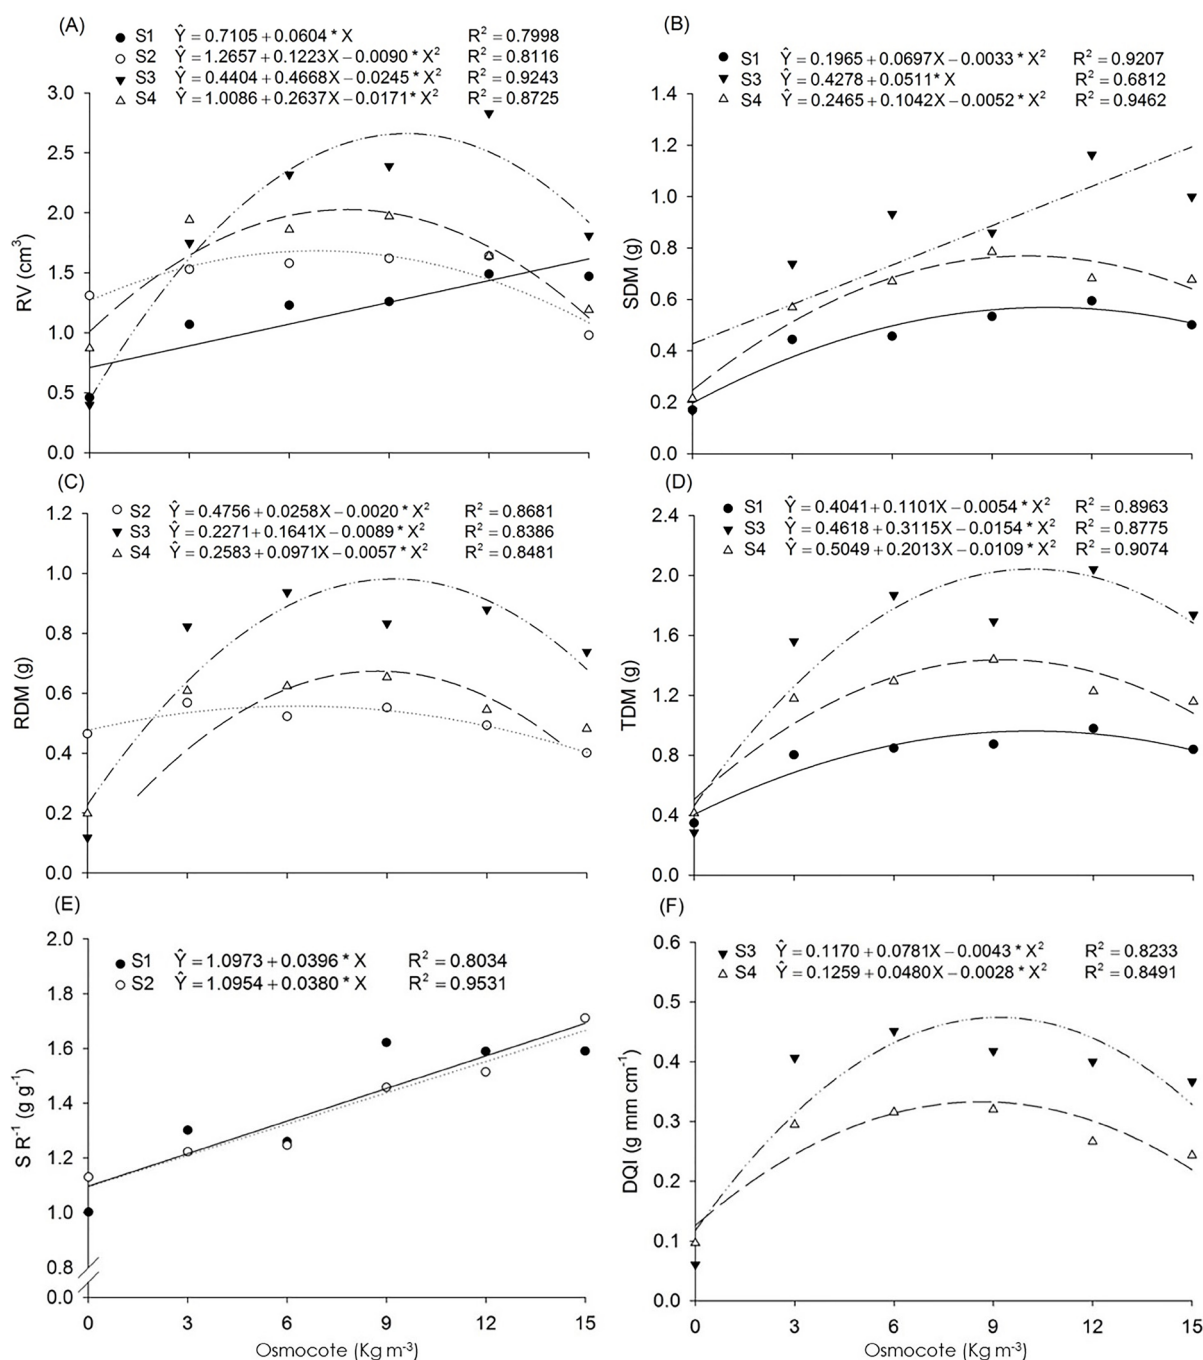 (A)
● S1 Ŷ = 0.7105 + 0.0604 * X R² = 0.7998
○ S2 Ŷ = 1.2657 + 0.1223X − 0.0090 * X² R² = 0.8116
▼ S3 Ŷ = 0.4404 + 0.4668X − 0.0245 * X² R² = 0.9243
△ S4 Ŷ = 1.0086 + 0.2637X − 0.0171 * X² R² = 0.8725
3.0
2.5
2.0
1.5
1.0
0.5
0.0
RV (cm³)
(B)
● S1 Ŷ = 0.1965 + 0.0697X − 0.0033 * X² R² = 0.9207
▼ S3 Ŷ = 0.4278 + 0.0511 * X R² = 0.6812
△ S4 Ŷ = 0.2465 + 0.1042X − 0.0052 * X² R² = 0.9462
1.4
1.2
1.0
0.8
0.6
0.4
0.2
0.0
SDM (g)
(C)
○ S2 Ŷ = 0.4756 + 0.0258X − 0.0020 * X² R² = 0.8681
▼ S3 Ŷ = 0.2271 + 0.1641X − 0.0089 * X² R² = 0.8386
△ S4 Ŷ = 0.2583 + 0.0971X − 0.0057 * X² R² = 0.8481
1.2
1.0
0.8
0.6
0.4
0.2
0.0
RDM (g)
(D)
● S1 Ŷ = 0.4041 + 0.1101X − 0.0054 * X² R² = 0.8963
▼ S3 Ŷ = 0.4618 + 0.3115X − 0.0154 * X² R² = 0.8775
△ S4 Ŷ = 0.5049 + 0.2013X − 0.0109 * X² R² = 0.9074
2.4
2.0
1.6
1.2
0.8
0.4
0.0
TDM (g)
(E)
● S1 Ŷ = 1.0973 + 0.0396 * X R² = 0.8034
○ S2 Ŷ = 1.0954 + 0.0380 * X R² = 0.9531
2.0
1.8
1.6
1.4
1.2
1.0
0.8
0.0
S R⁻¹ (g g⁻¹)
0 3 6 9 12 15
Osmocote (Kg m⁻³)
(F)
▼ S3 Ŷ = 0.1170 + 0.0781X − 0.0043 * X² R² = 0.8233
△ S4 Ŷ = 0.1259 + 0.0480X − 0.0028 * X² R² = 0.8491
0.6
0.5
0.4
0.3
0.2
0.1
0.0
DQI (g mm cm⁻¹)
0 3 6 9 12 15
Osmocote (Kg m⁻³)